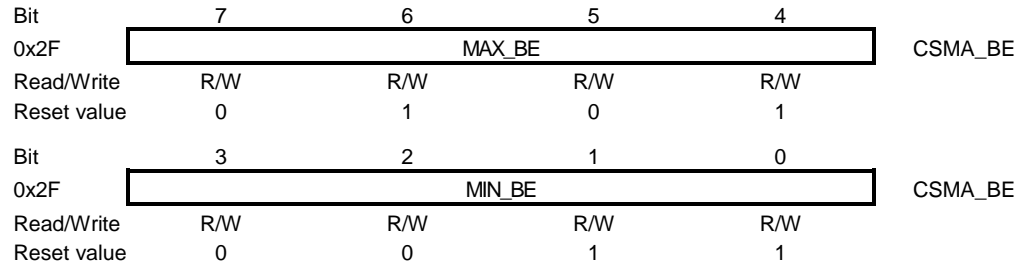 Bit 7 6 5 4
0x2F MAX_BE CSMA_BE
Read/Write R/W R/W R/W R/W
Reset value 0 1 0 1
Bit 3 2 1 0
0x2F MIN_BE CSMA_BE
Read/Write R/W R/W R/W R/W
Reset value 0 0 1 1